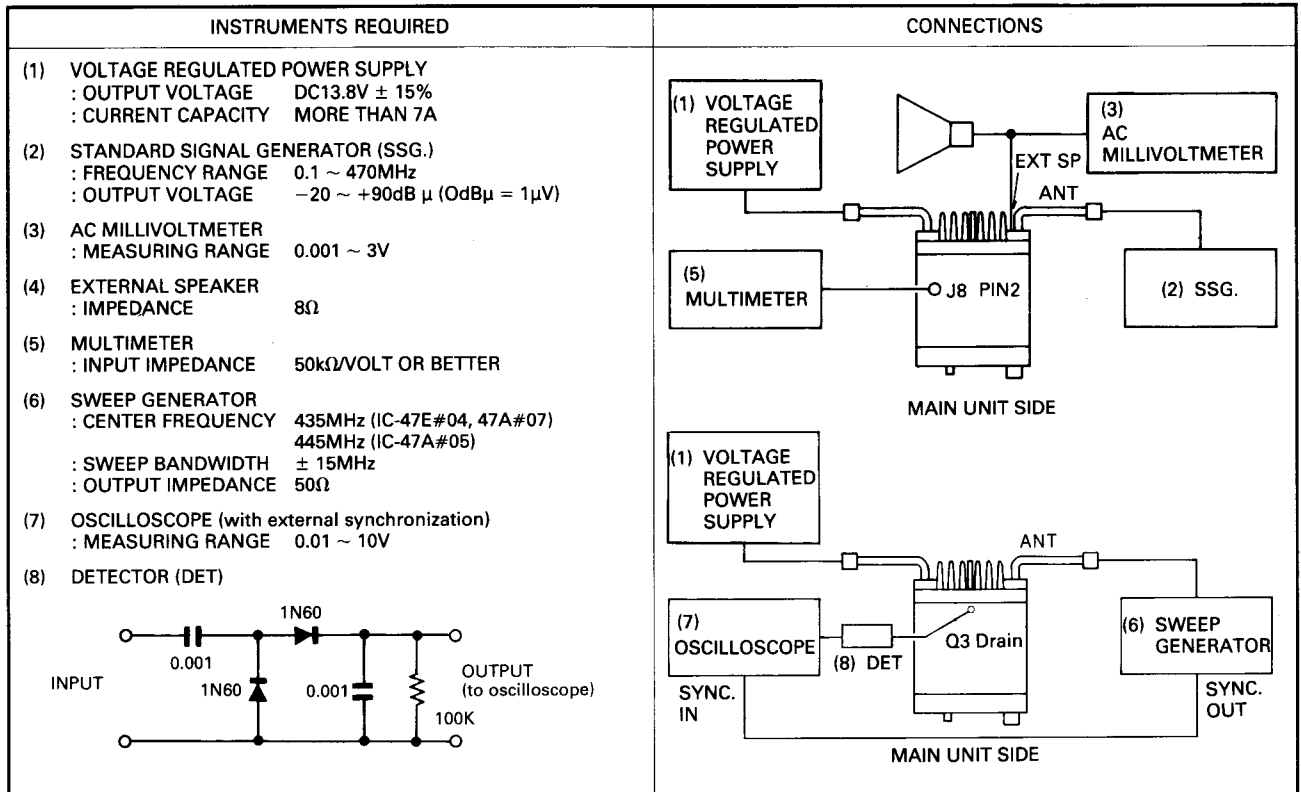 INSTRUMENTS REQUIRED
(1) VOLTAGE REGULATED POWER SUPPLY
: OUTPUT VOLTAGE DC13.8V ± 15%
: CURRENT CAPACITY MORE THAN 7A
(2) STANDARD SIGNAL GENERATOR (SSG.)
: FREQUENCY RANGE 0.1 ~ 470MHz
: OUTPUT VOLTAGE −20 ~ +90dB μ (OdBμ = 1μV)
(3) AC MILLIVOLTMETER
: MEASURING RANGE 0.001 ~ 3V
(4) EXTERNAL SPEAKER
: IMPEDANCE 8Ω
(5) MULTIMETER
: INPUT IMPEDANCE 50kΩ/VOLT OR BETTER
(6) SWEEP GENERATOR
: CENTER FREQUENCY 435MHz (IC-47E#04, 47A#07)
445MHz (IC-47A#05)
: SWEEP BANDWIDTH ± 15MHz
: OUTPUT IMPEDANCE 50Ω
(7) OSCILLOSCOPE (with external synchronization)
: MEASURING RANGE 0.01 ~ 10V
(8) DETECTOR (DET)
1N60
0.001
INPUT
1N60
0.001
OUTPUT
(to oscilloscope)
100K
CONNECTIONS
(1) VOLTAGE
REGULATED
POWER
SUPPLY
(3)
AC
MILLIVOLTMETER
EXT SP
ANT
(5)
MULTIMETER
J8 PIN2
(2) SSG.
MAIN UNIT SIDE
(1) VOLTAGE
REGULATED
POWER
SUPPLY
ANT
(7)
OSCILLOSCOPE
(8) DET
Q3 Drain
(6) SWEEP
GENERATOR
SYNC.
IN
SYNC.
OUT
MAIN UNIT SIDE